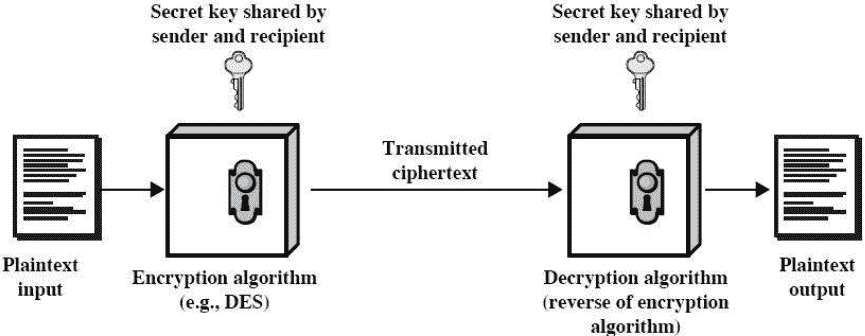 Secret key shared by
sender and recipient
Secret key shared by
sender and recipient
Transmitted
ciphertext
Plaintext
input
Encryption algorithm
(e.g., DES)
Decryption algorithm
(reverse of encryption
algorithm)
Plaintext
output